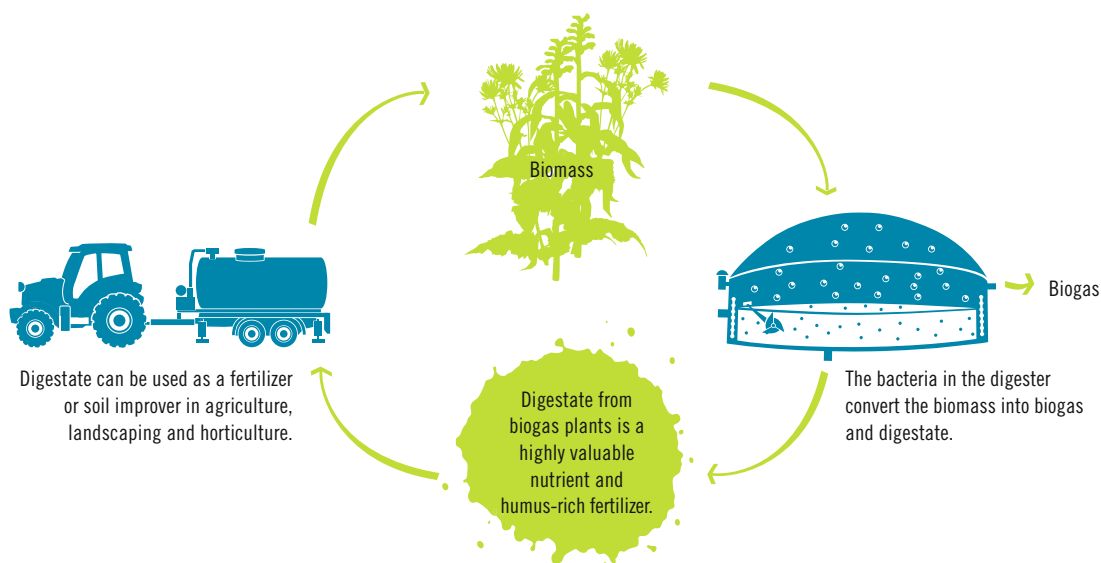 Biomass
Biogas
The bacteria in the digester
convert the biomass into biogas
and digestate.
Digestate from
biogas plants is a
highly valuable
nutrient and
humus-rich fertilizer.
Digestate can be used as a fertilizer
or soil improver in agriculture,
landscaping and horticulture.